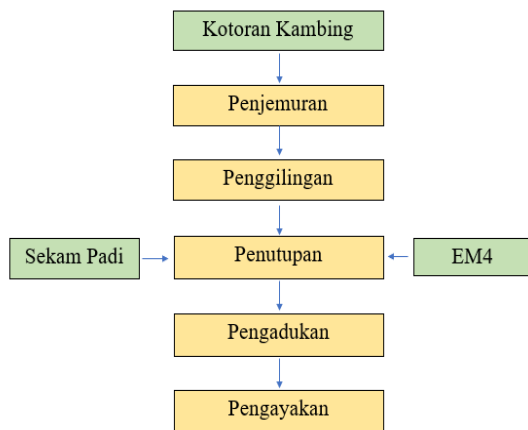 Kotoran Kambing
Penjemuran
Penggilingan
Sekam Padi
Penutupan
EM4
Pengadukan
Pengayakan